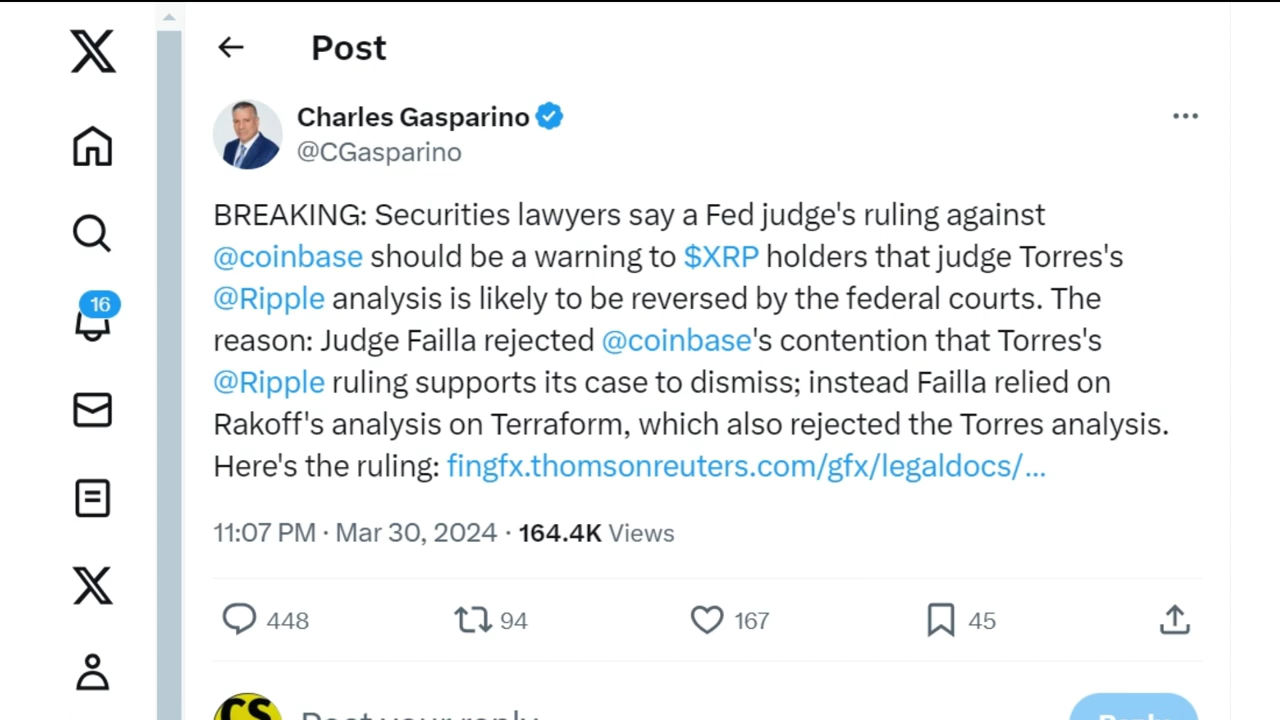 Post
Charles Gasparino
@CGasparino
BREAKING: Securities lawyers say a Fed judge's ruling against
@coinbase should be a warning to $XRP holders that judge Torres's
@Ripple analysis is likely to be reversed by the federal courts. The
reason: Judge Failla rejected @coinbase's contention that Torres's
@Ripple ruling supports its case to dismiss; instead Failla relied on
Rakoff's analysis on Terraform, which also rejected the Torres analysis.
Here's the ruling: fingfx.thomsonreuters.com/gfx/legaldocs/...
11:07 PM · Mar 30, 2024 · 164.4K Views
16
448 94 167 45
CS
Post your reply
Reply